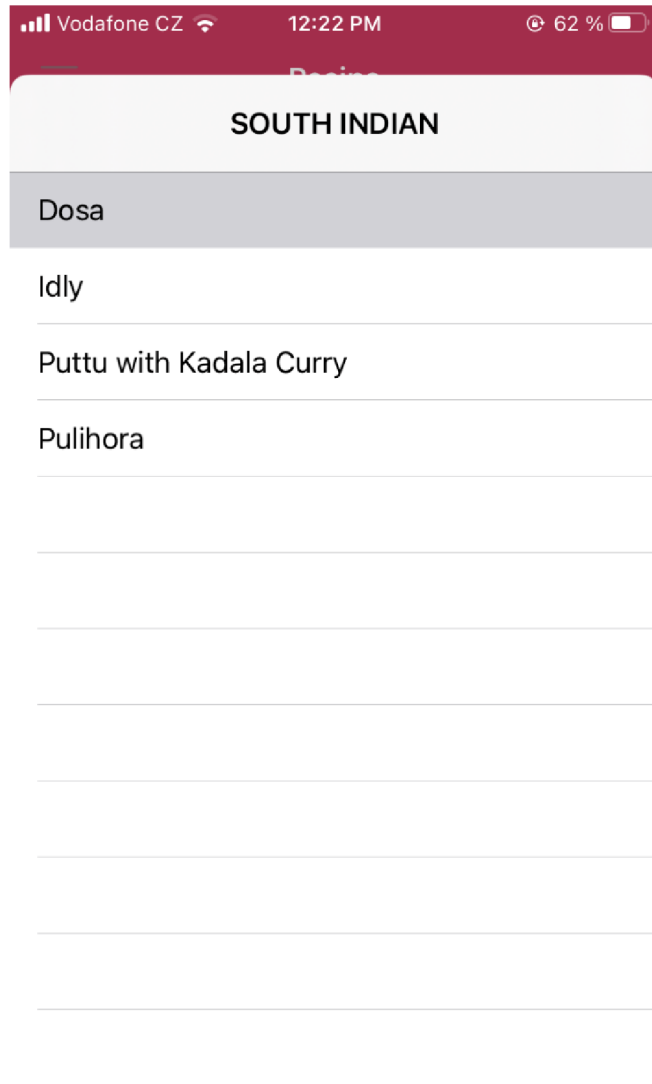 Vodafone CZ 12:22 PM 62 %
SOUTH INDIAN
Dosa
Idly
Puttu with Kadala Curry
Pulihora